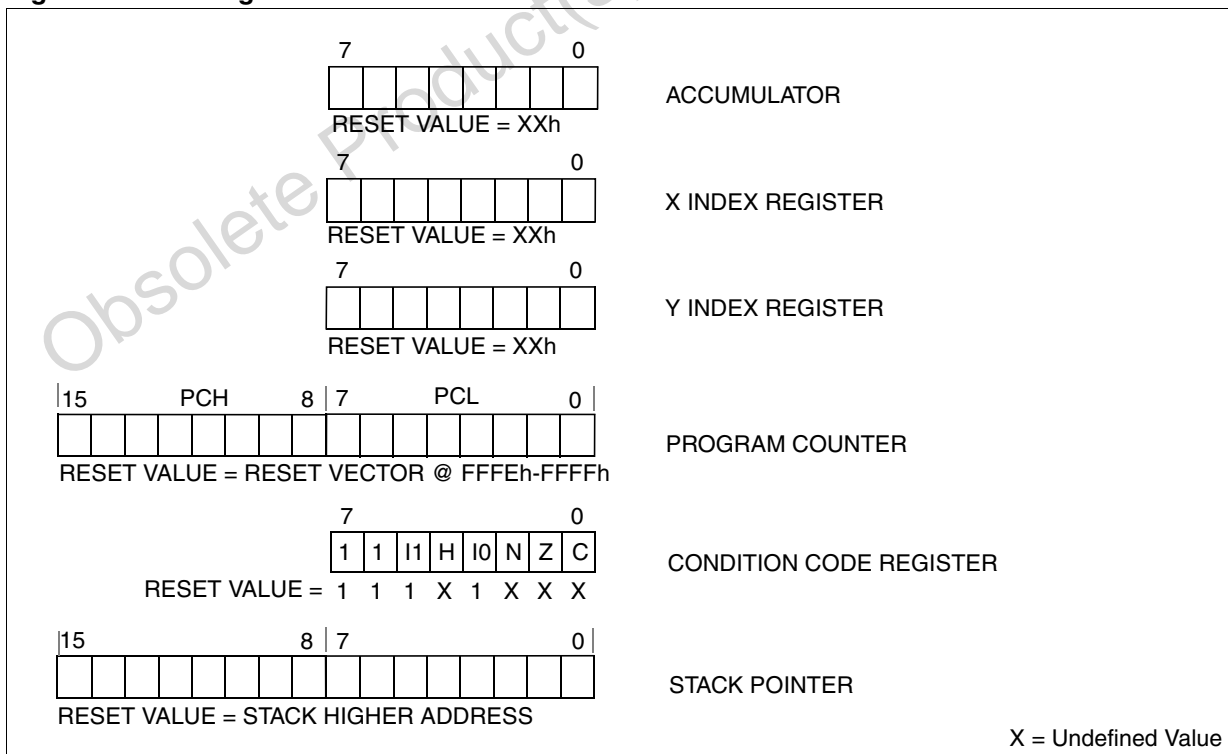 7 0
ACCUMULATOR
RESET VALUE = XXh
7 0
X INDEX REGISTER
RESET VALUE = XXh
7 0
Y INDEX REGISTER
RESET VALUE = XXh
15 PCH 8 7 PCL 0
PROGRAM COUNTER
RESET VALUE = RESET VECTOR @ FFFEh-FFFFh
7 0
1 1 I1 H I0 N Z C
CONDITION CODE REGISTER
RESET VALUE = 1 1 1 X 1 X X X
15 8 7 0
STACK POINTER
RESET VALUE = STACK HIGHER ADDRESS
X = Undefined Value
Obsolete Product(s)